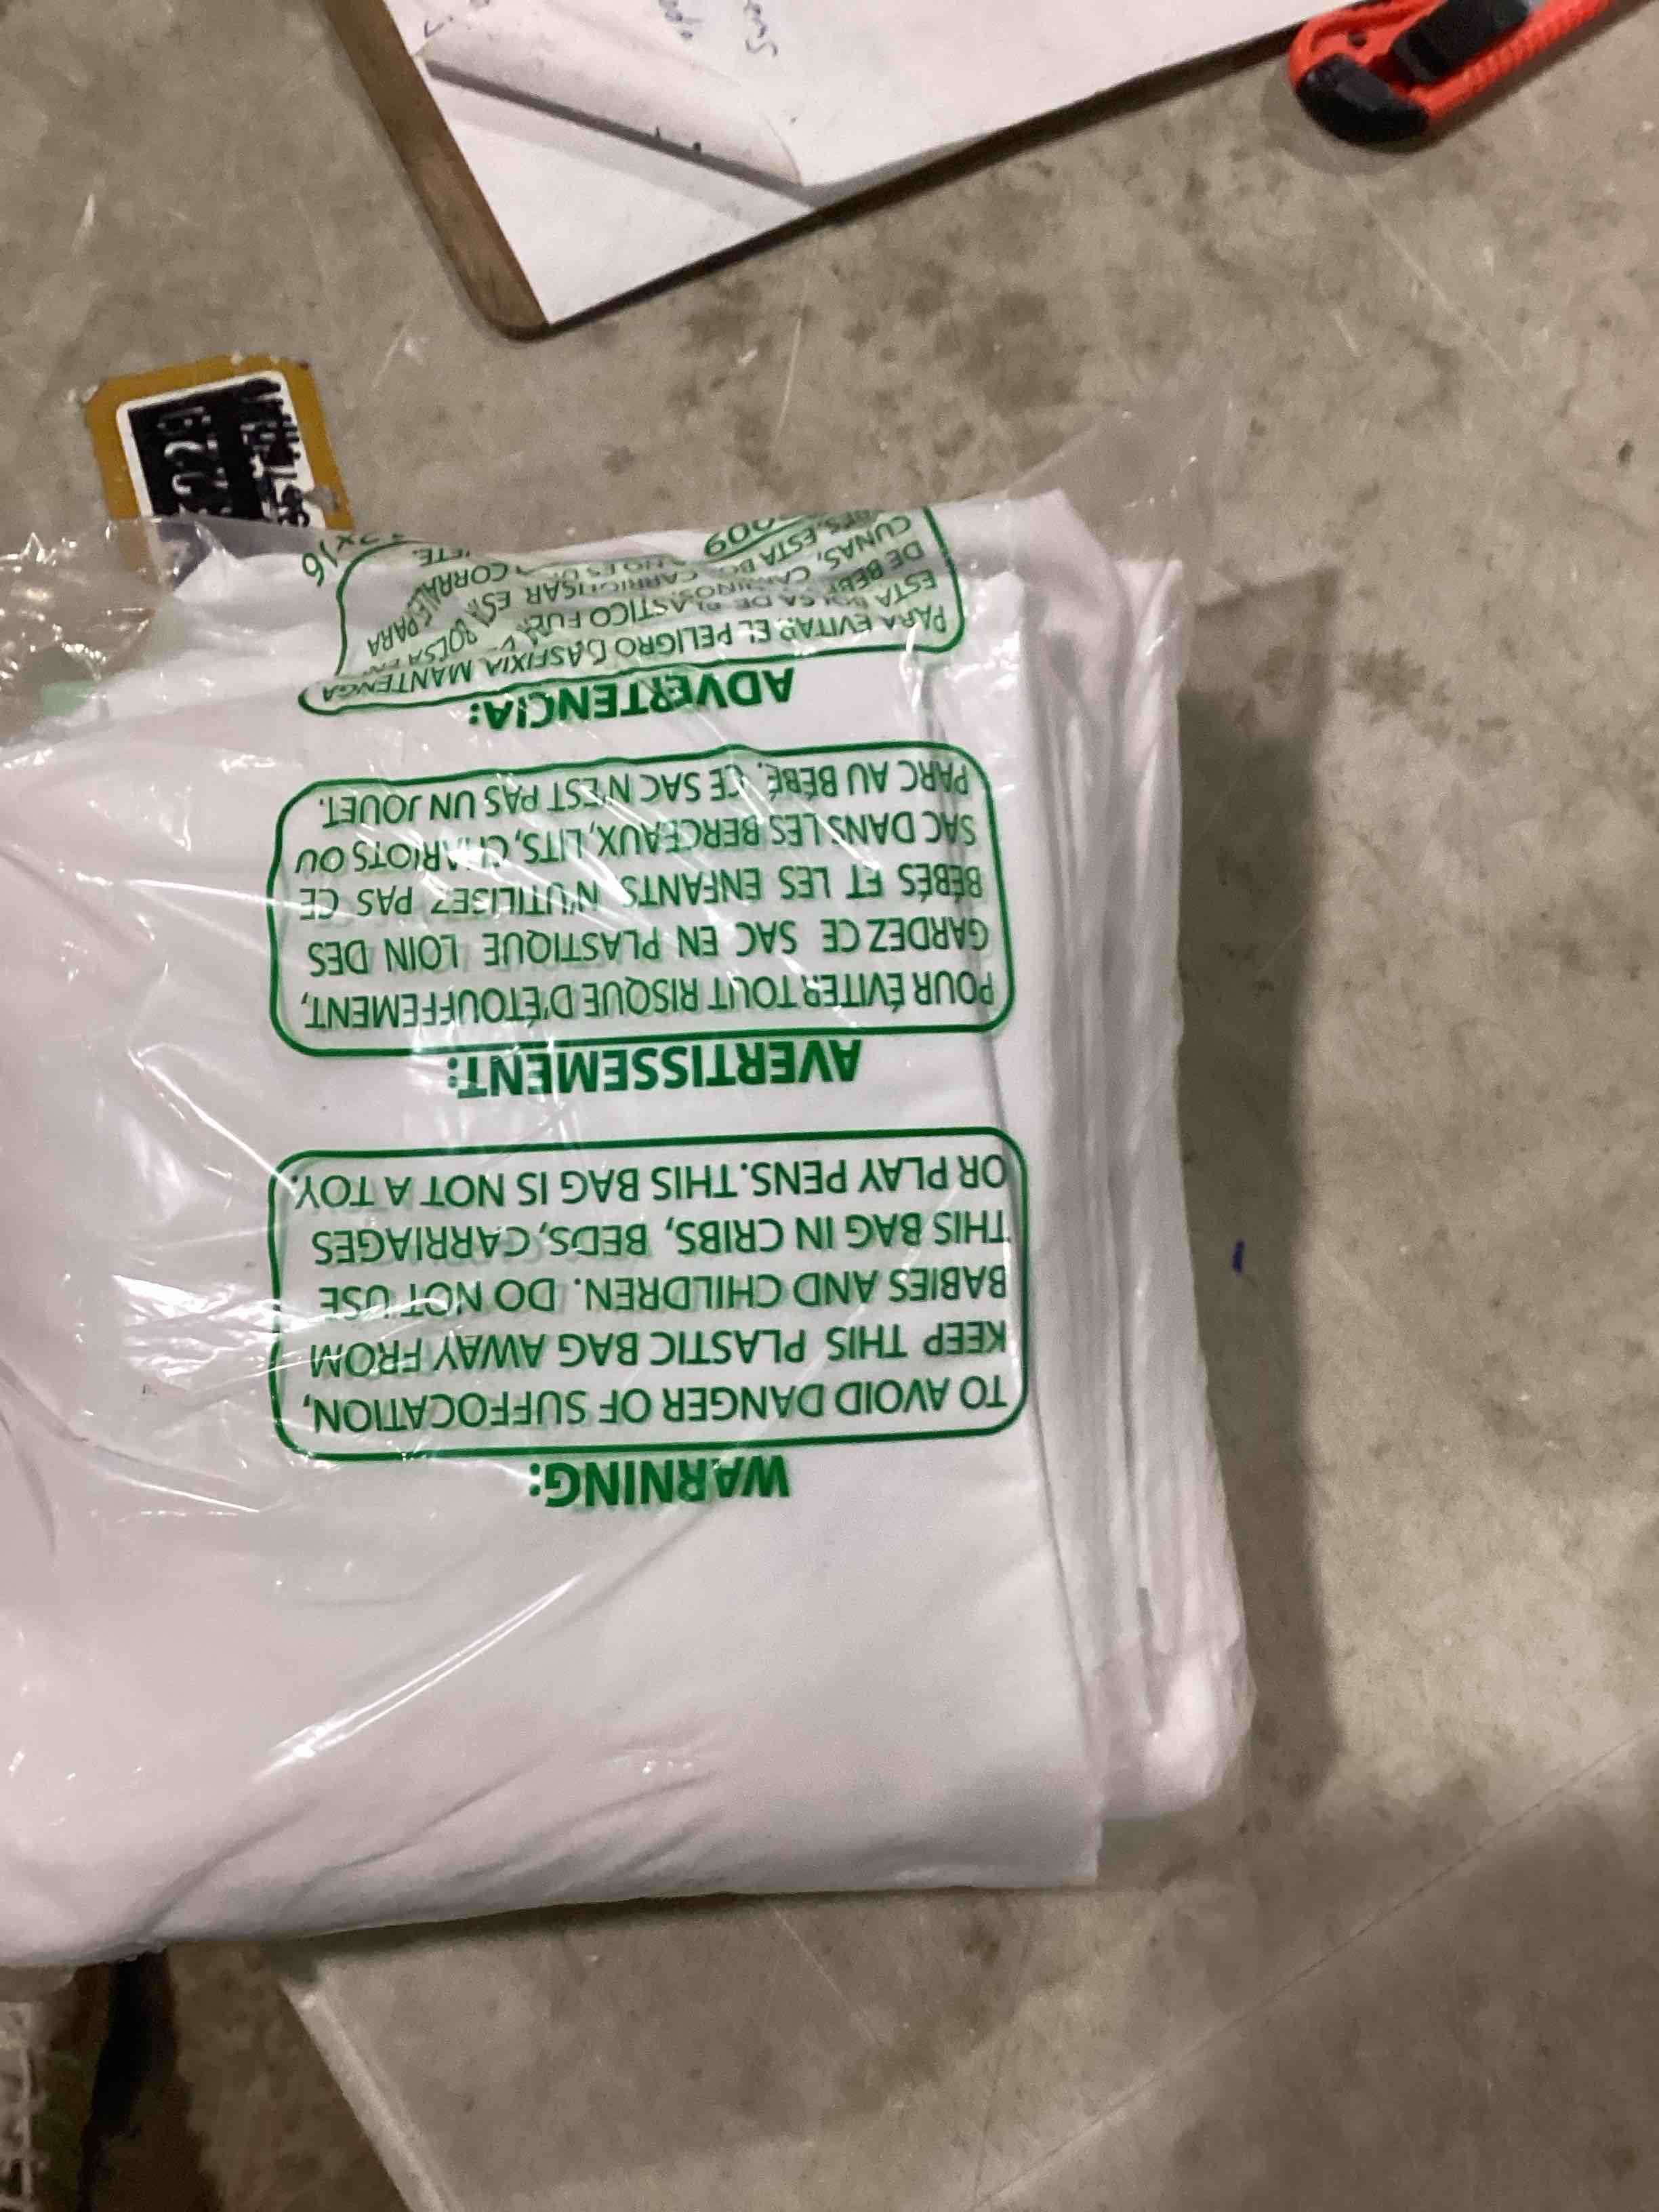 WARNING:
TO AVOID DANGER OF SUFFOCATION,
KEEP THIS PLASTIC BAG AWAY FROM
BABIES AND CHILDREN. DO NOT USE
THIS BAG IN CRIBS, BEDS, CARRIAGES
OR PLAY PENS. THIS BAG IS NOT A TOY.
AVERTISSEMENT:
POUR ÉVITER TOUT RISQUE D'ÉTOUFFEMENT,
GARDEZ CE SAC EN PLASTIQUE LOIN DES
BÉBÉS ET LES ENFANTS N'UTILISEZ PAS CE
SAC DANS LES BERCEAUX, LITS, CHARIOTS OU
PARC AU BÉBÉ. CE SAC N'EST PAS UN JOUET.
ADVERTENCIA:
PARA EVITAR EL PELIGRO ASFIXIA MANTENGA
ESTA BOLSA DE PLASTICO
DE BEBE
CUNAS,
12x16